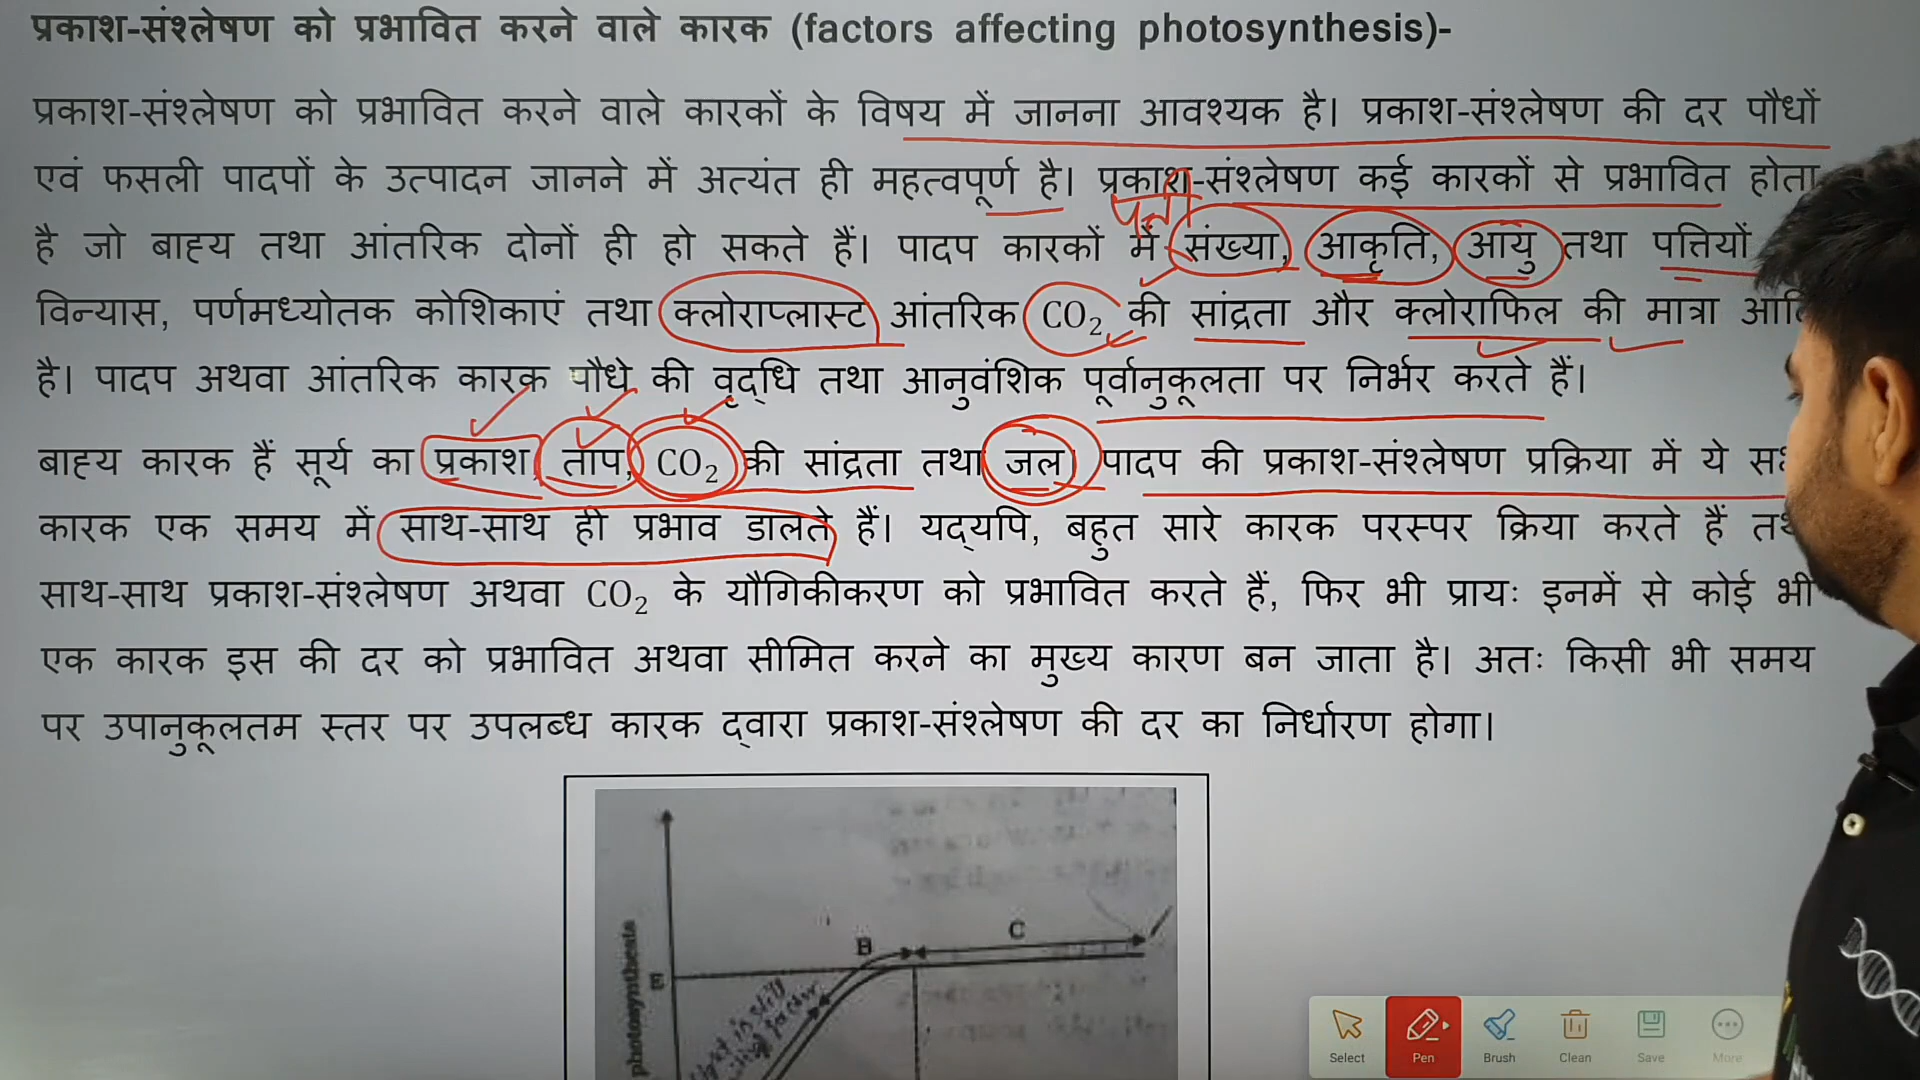 प्रकाश-संश्लेषण को प्रभावित करने वाले कारक (factors affecting photosynthesis)-
प्रकाश-संश्लेषण को प्रभावित करने वाले कारकों के विषय में जानना आवश्यक है। प्रकाश-संश्लेषण की दर पौधों
एवं फसली पादपों के उत्पादन जानने में अत्यंत ही महत्वपूर्ण है। प्रकाश-संश्लेषण कई कारकों से प्रभावित होता
पत्ती
है जो बाह्य तथा आंतरिक दोनों ही हो सकते हैं। पादप कारकों में संख्या, आकृति, आयु तथा पत्तियों
विन्यास, पर्णमध्योतक कोशिकाएं तथा क्लोराप्लास्ट आंतरिक CO₂ की सांद्रता और क्लोराफिल की मात्रा
है। पादप अथवा आंतरिक कारक पौधे की वृद्धि तथा आनुवंशिक पूर्वानुकूलता पर निर्भर करते हैं।
बाह्य कारक हैं सूर्य का प्रकाश, ताप, CO₂ की सांद्रता तथा जल पादप की प्रकाश-संश्लेषण प्रक्रिया में ये
कारक एक समय में साथ-साथ ही प्रभाव डालते हैं। यद्यपि, बहुत सारे कारक परस्पर क्रिया करते हैं
साथ-साथ प्रकाश-संश्लेषण अथवा CO₂ के यौगिकीकरण को प्रभावित करते हैं, फिर भी प्रायः इनमें से कोई भी
एक कारक इस की दर को प्रभावित अथवा सीमित करने का मुख्य कारण बन जाता है। अतः किसी भी समय
पर उपानुकूलतम स्तर पर उपलब्ध कारक द्वारा प्रकाश-संश्लेषण की दर का निर्धारण होगा।
B
C
E
photosynthesis
Select
Pen
Brush
Clean
Save
More